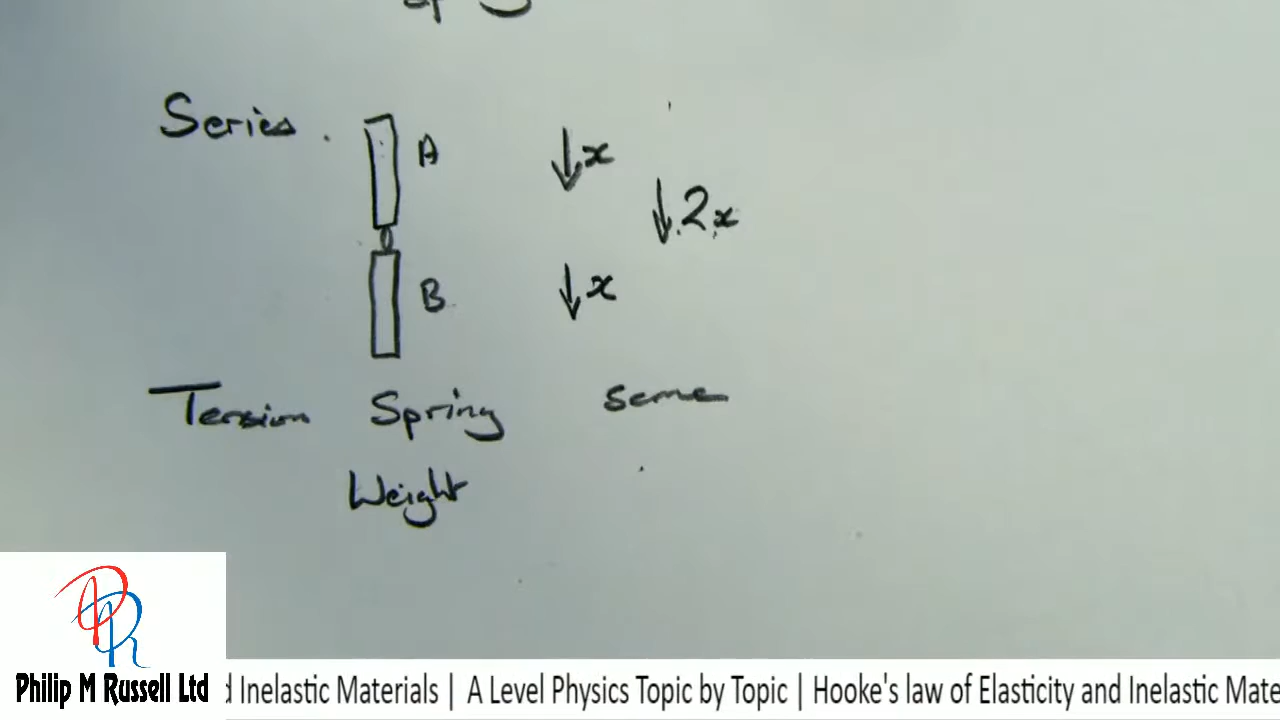 Series.
A
x
2x
B
x
Tension Spring same
Weight
Philip M Russell Ltd
d Inelastic Materials | A Level Physics Topic by Topic | Hooke's law of Elasticity and Inelastic Mate